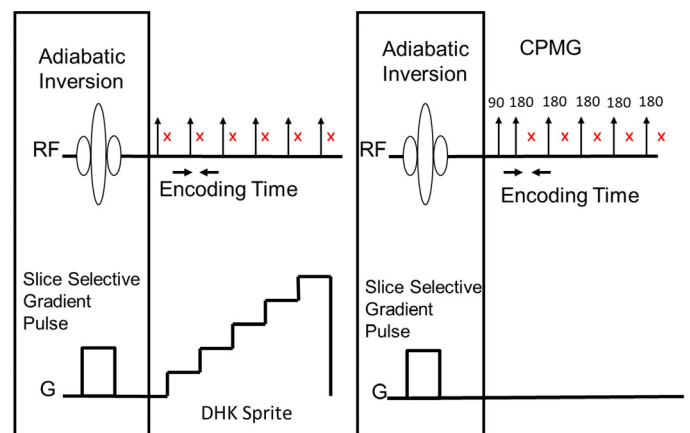 Adiabatic
Inversion
RF
x x x x x x
Encoding Time
Slice Selective
Gradient
Pulse
G
DHK Sprite
Adiabatic
Inversion
CPMG
90 180 180 180 180 180
RF
x x x x x
Encoding Time
Slice Selective
Gradient
Pulse
G